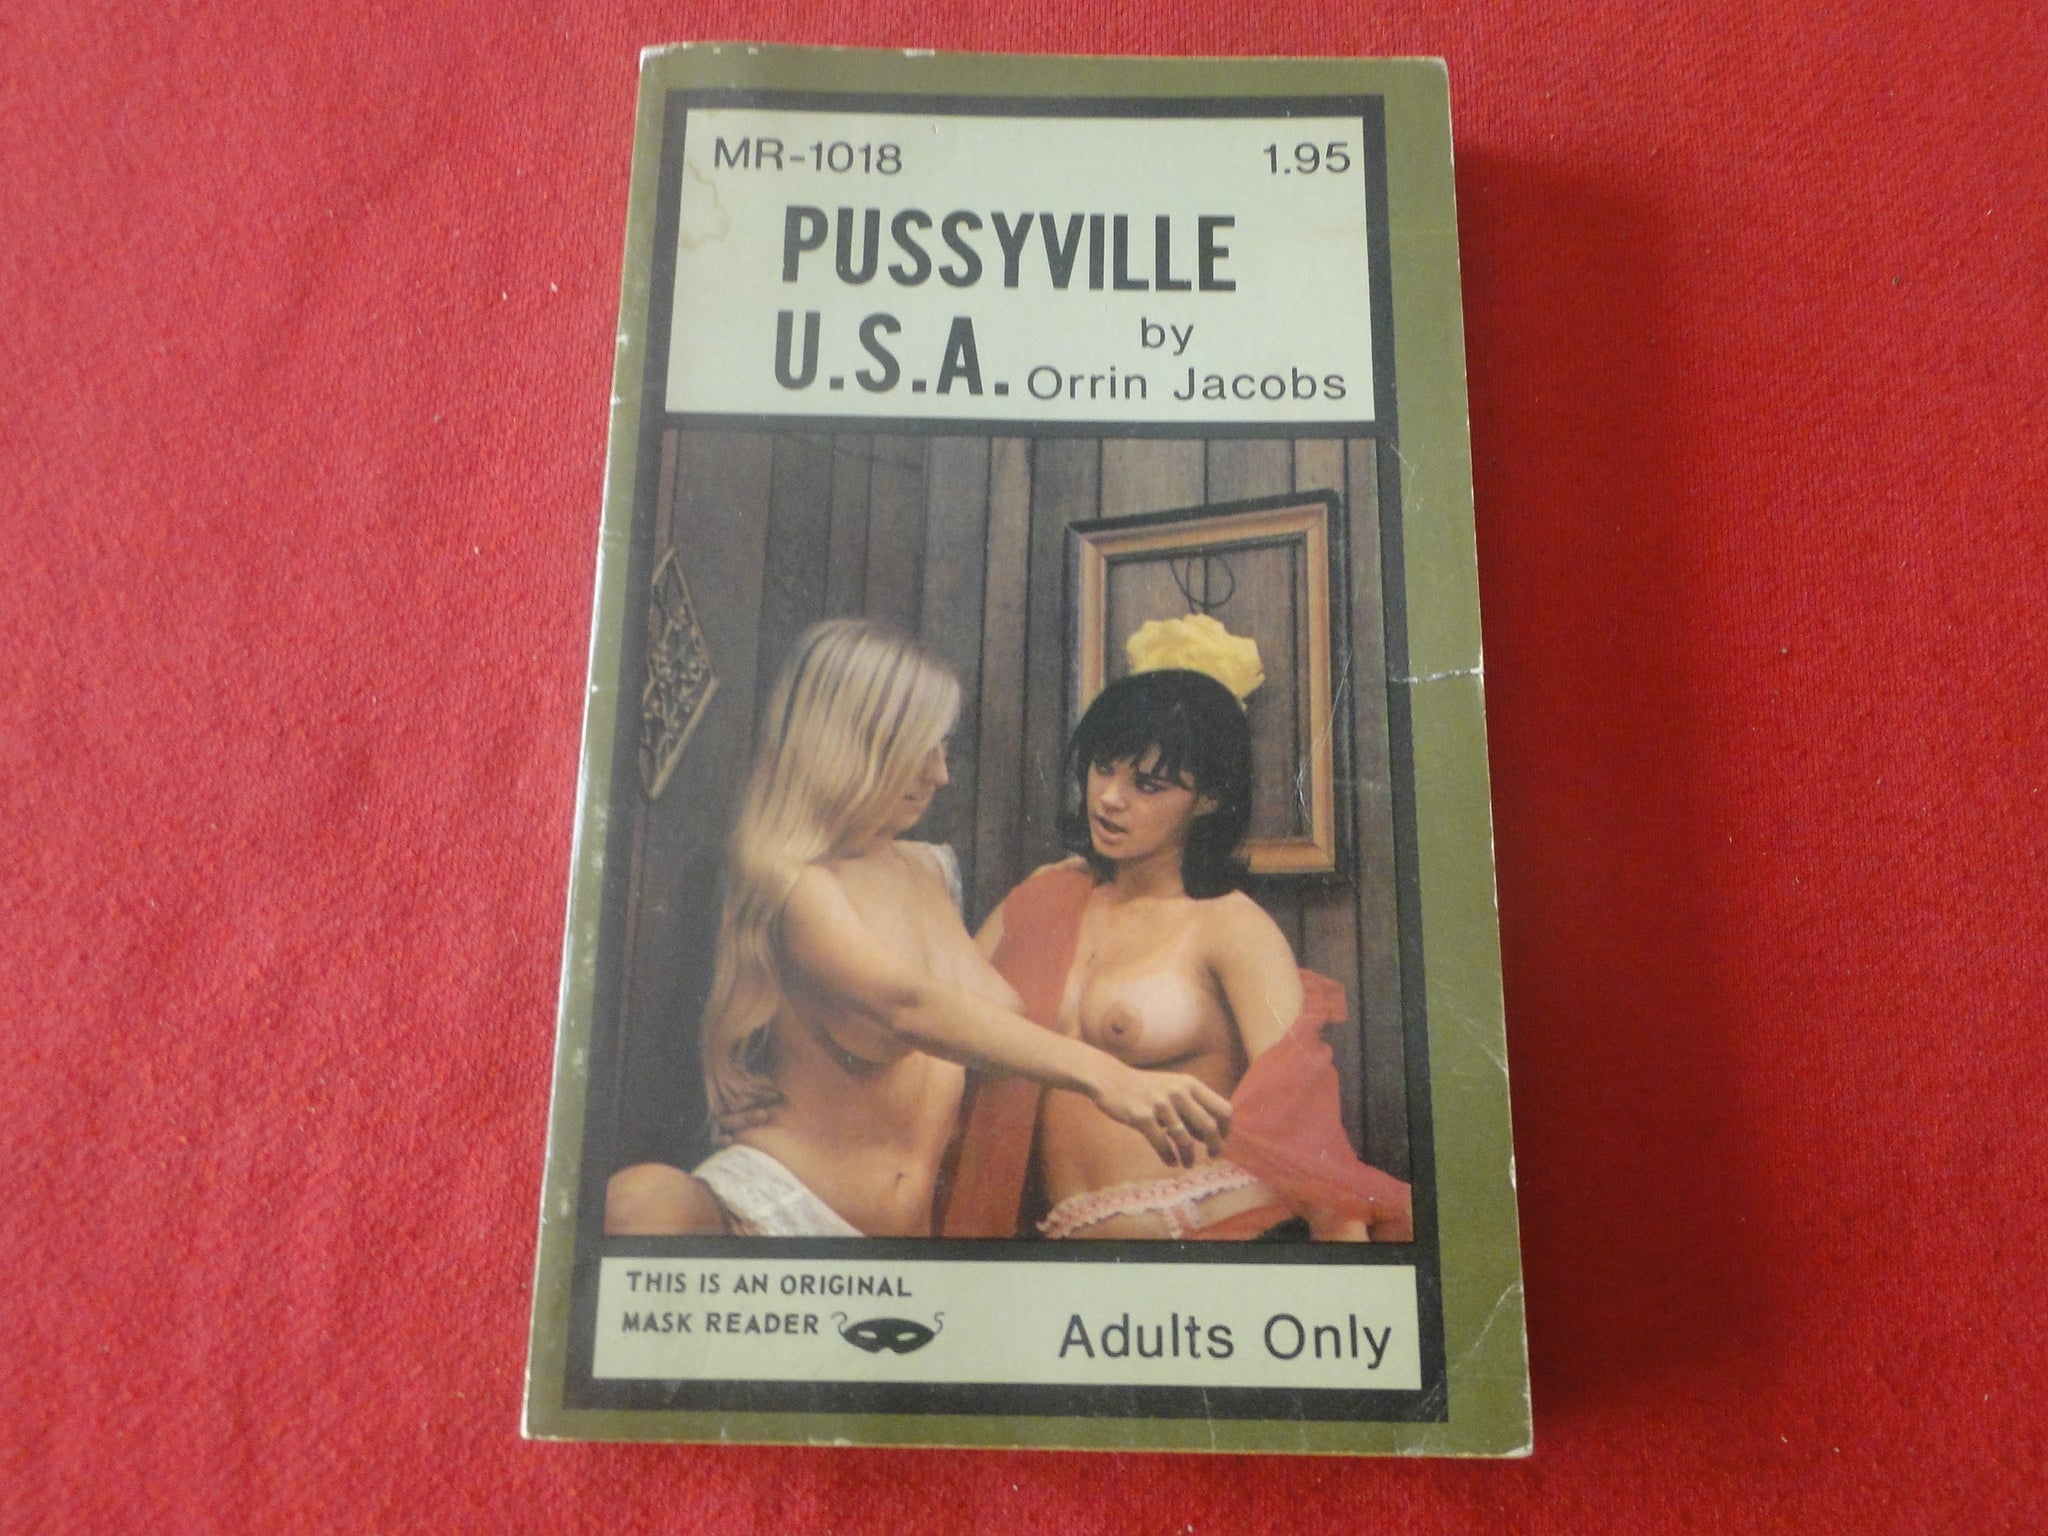 MR-1018 1.95
PUSSYVILLE
U.S.A. by
Orrin Jacobs
THIS IS AN ORIGINAL
MASK READER
Adults Only